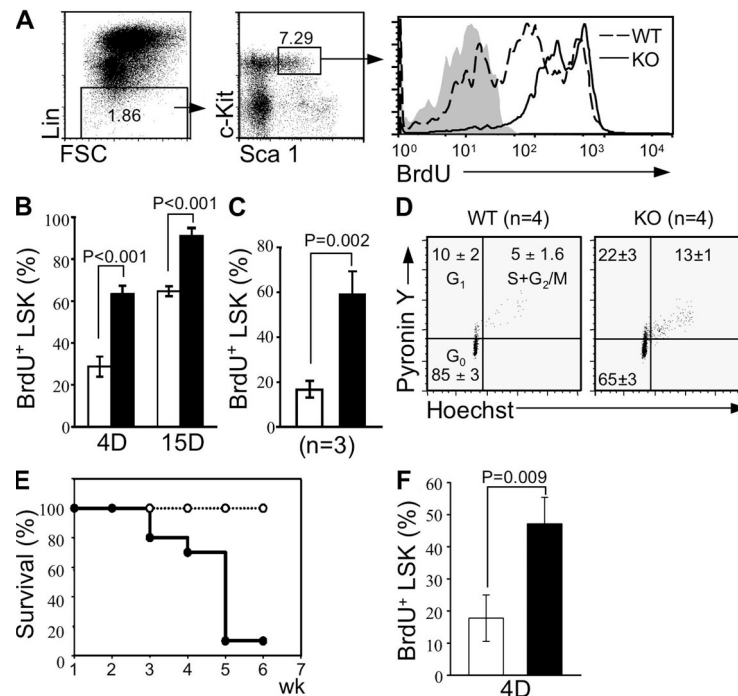 A
Lin
1.86
FSC
7.29
c-Kit
Sca 1
WT
KO
10⁰ 10¹ 10² 10³ 10⁴
BrdU
B
P<0.001
P<0.001
BrdU⁺ LSK (%)
100
80
60
40
20
0
4D 15D
C
P=0.002
BrdU⁺ LSK (%)
80
60
40
20
0
(n=3)
D
WT (n=4) KO (n=4)
10 ± 2 5 ± 1.6
G₁ S+G₂/M
G₀
85 ± 3
22±3 13±1
65±3
Pyronin Y
Hoechst
E
Survival (%)
100
80
60
40
20
0
1 2 3 4 5 6 7
wk
F
P=0.009
BrdU⁺ LSK (%)
60
50
40
30
20
10
0
4D